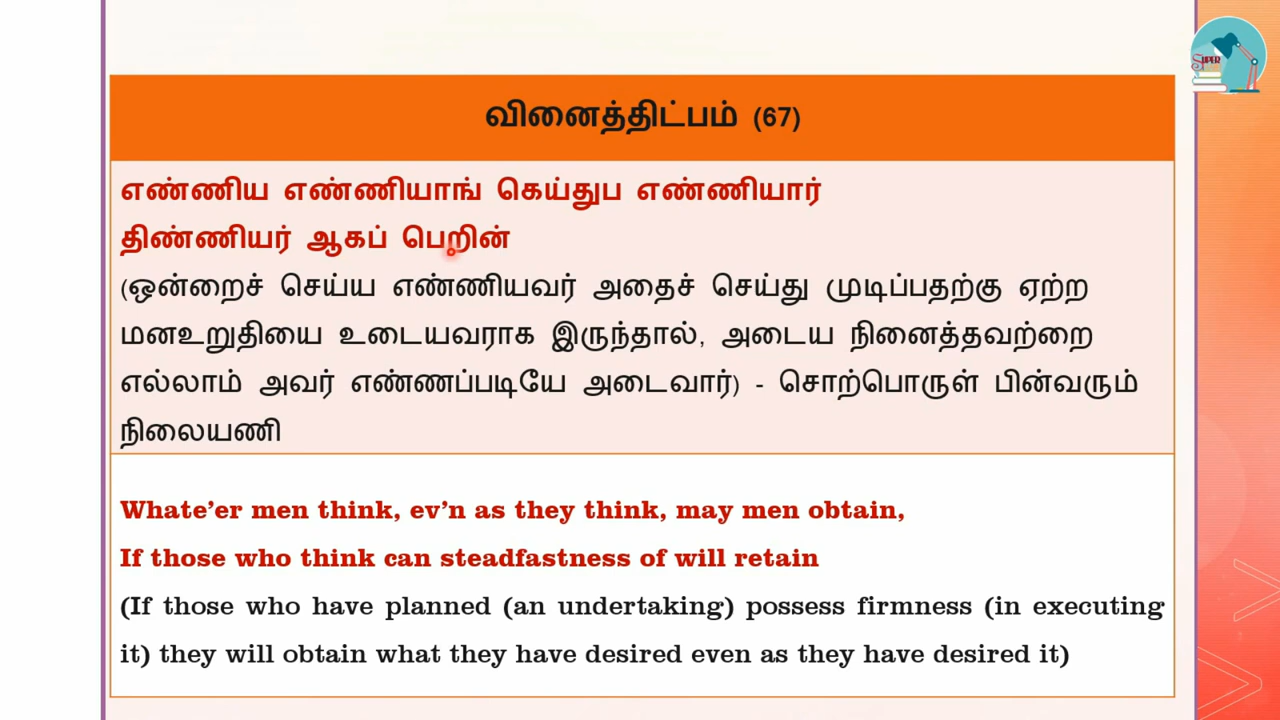 வினைத்திட்பம் (67)
எண்ணிய எண்ணியாங் கெய்துப எண்ணியார்
திண்ணியர் ஆகப் பெறின்
(ஒன்றைச் செய்ய எண்ணியவர் அதைச் செய்து முடிப்பதற்கு ஏற்ற
மனஉறுதியை உடையவராக இருந்தால், அடைய நினைத்தவற்றை
எல்லாம் அவர் எண்ணப்படியே அடைவார்) - சொற்பொருள் பின்வரும்
நிலையணி
Whate’er men think, ev’n as they think, may men obtain,
If those who think can steadfastness of will retain
(If those who have planned (an undertaking) possess firmness (in executing
it) they will obtain what they have desired even as they have desired it)
SUPER